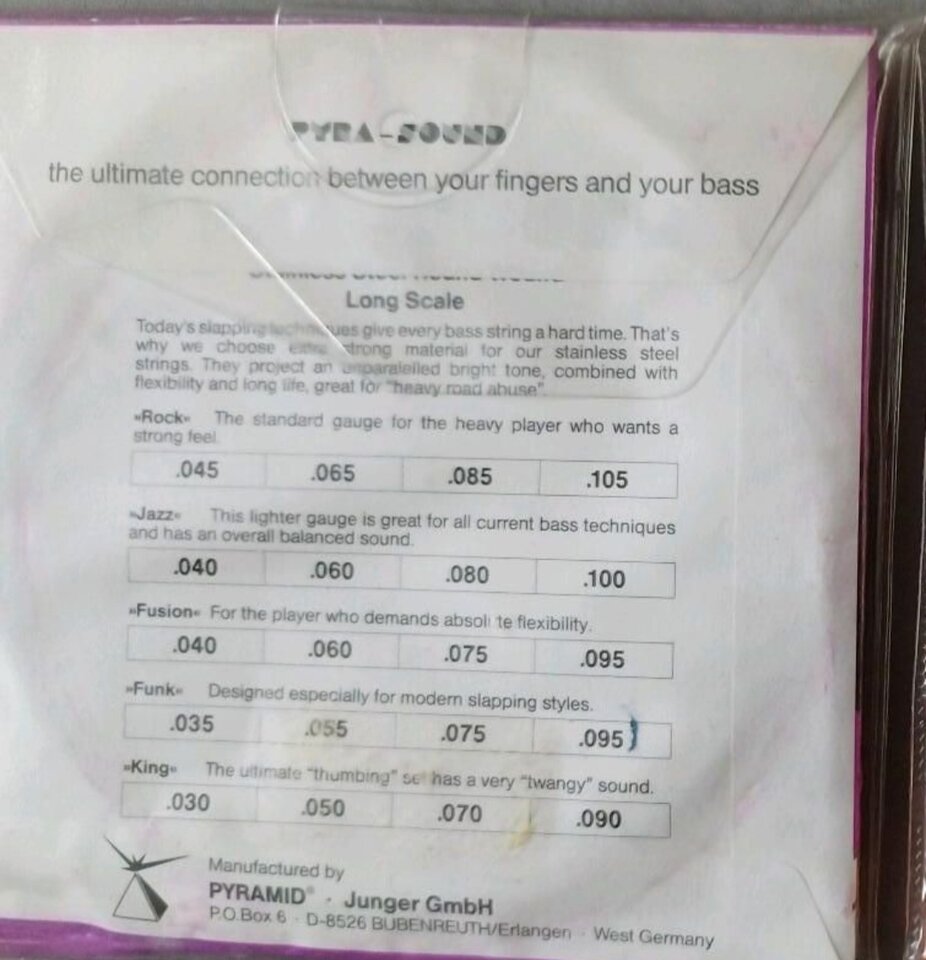 PYRA-SOUND
the ultimate connection between your fingers and your bass
Long Scale
Today's slapping techniques give every bass string a hard time. That's
why we choose extra strong material for our stainless steel
strings. They project an unparalelled bright tone, combined with
flexibility and long life, great for "heavy road abuse".
»Rock« The standard gauge for the heavy player who wants a
strong feel.
.045 .065 .085 .105
»Jazz« This lighter gauge is great for all current bass techniques
and has an overall balanced sound.
.040 .060 .080 .100
»Fusion« For the player who demands absolute flexibility.
.040 .060 .075 .095
»Funk« Designed especially for modern slapping styles.
.035 .055 .075 .095
»King« The ultimate "thumbing" set has a very "twangy" sound.
.030 .050 .070 .090
Manufactured by
PYRAMID® · Junger GmbH
P.O.Box 6 · D-8526 BUBENREUTH/Erlangen · West Germany